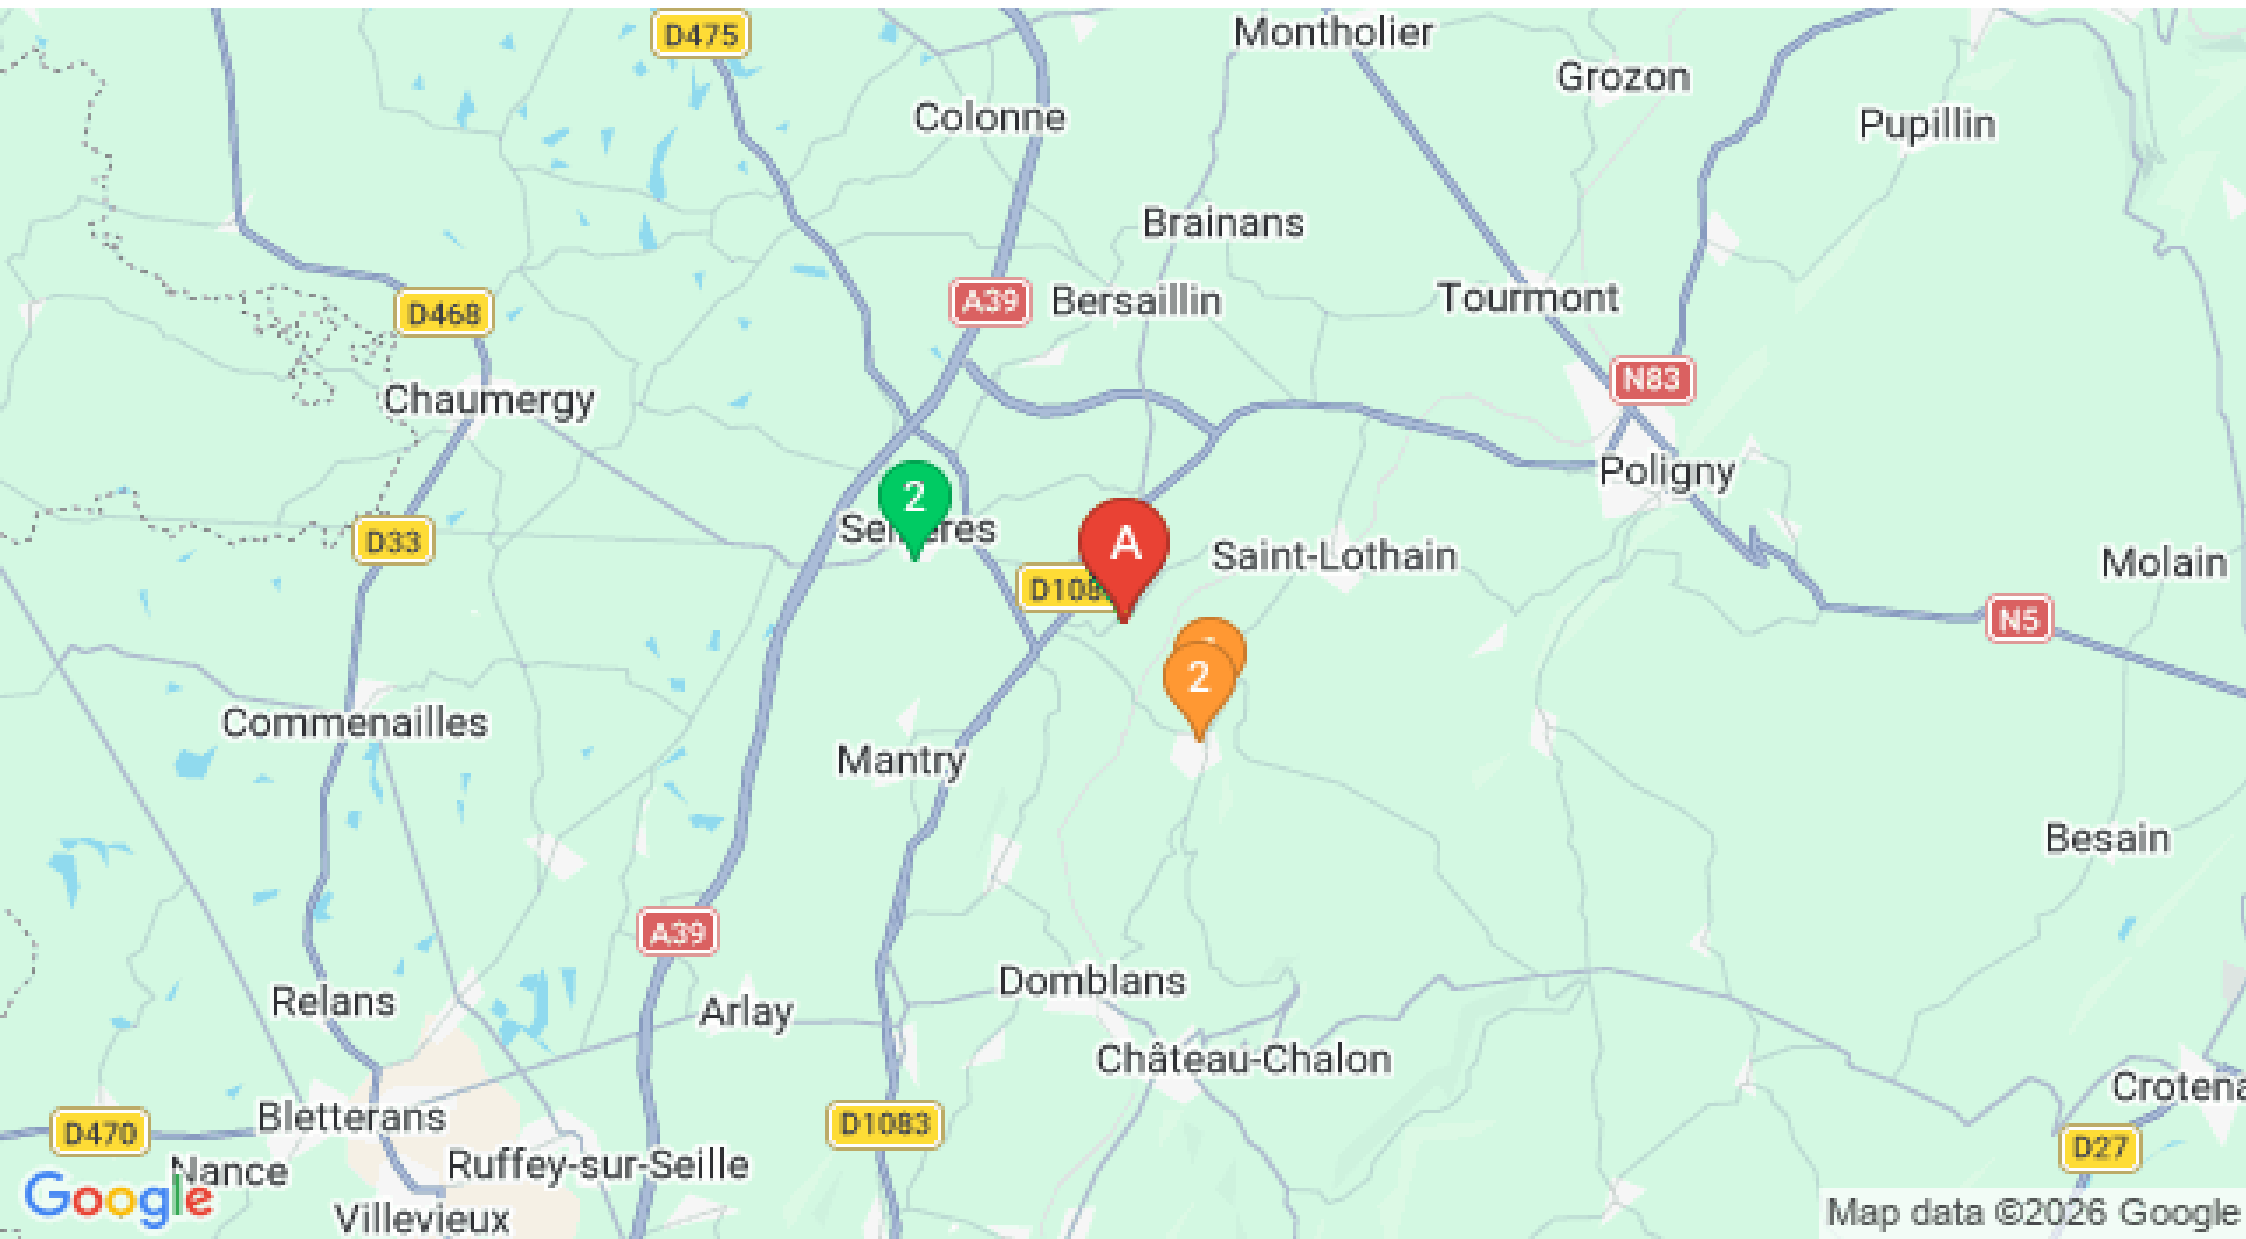 D475
Montholier
Grozon
Colonne
Pupillin
Brainans
A39
Bersaillin
Tourmont
D468
N83
Chaumergy
Poligny
2
D33
A
Saint-Lothain
Molain
N5
2
Commenailles
Mantry
Besain
A39
Domblans
Relans
Arlay
Château-Chalon
Bletterans
D470
D1083
D27
Nance
Ruffey-sur-Seille
Google
Villevieux
Map data ©2026 Google